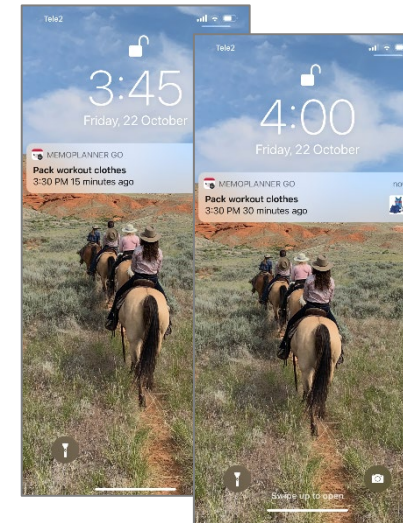 Tele2
3:45
Friday, 22 October
MEMOPLANNER GO
Pack workout clothes
3:30 PM 15 minutes ago
Tele2
4:00
Friday, 22 October
MEMOPLANNER GO
Pack workout clothes
3:30 PM 30 minutes ago
Swipe up to open